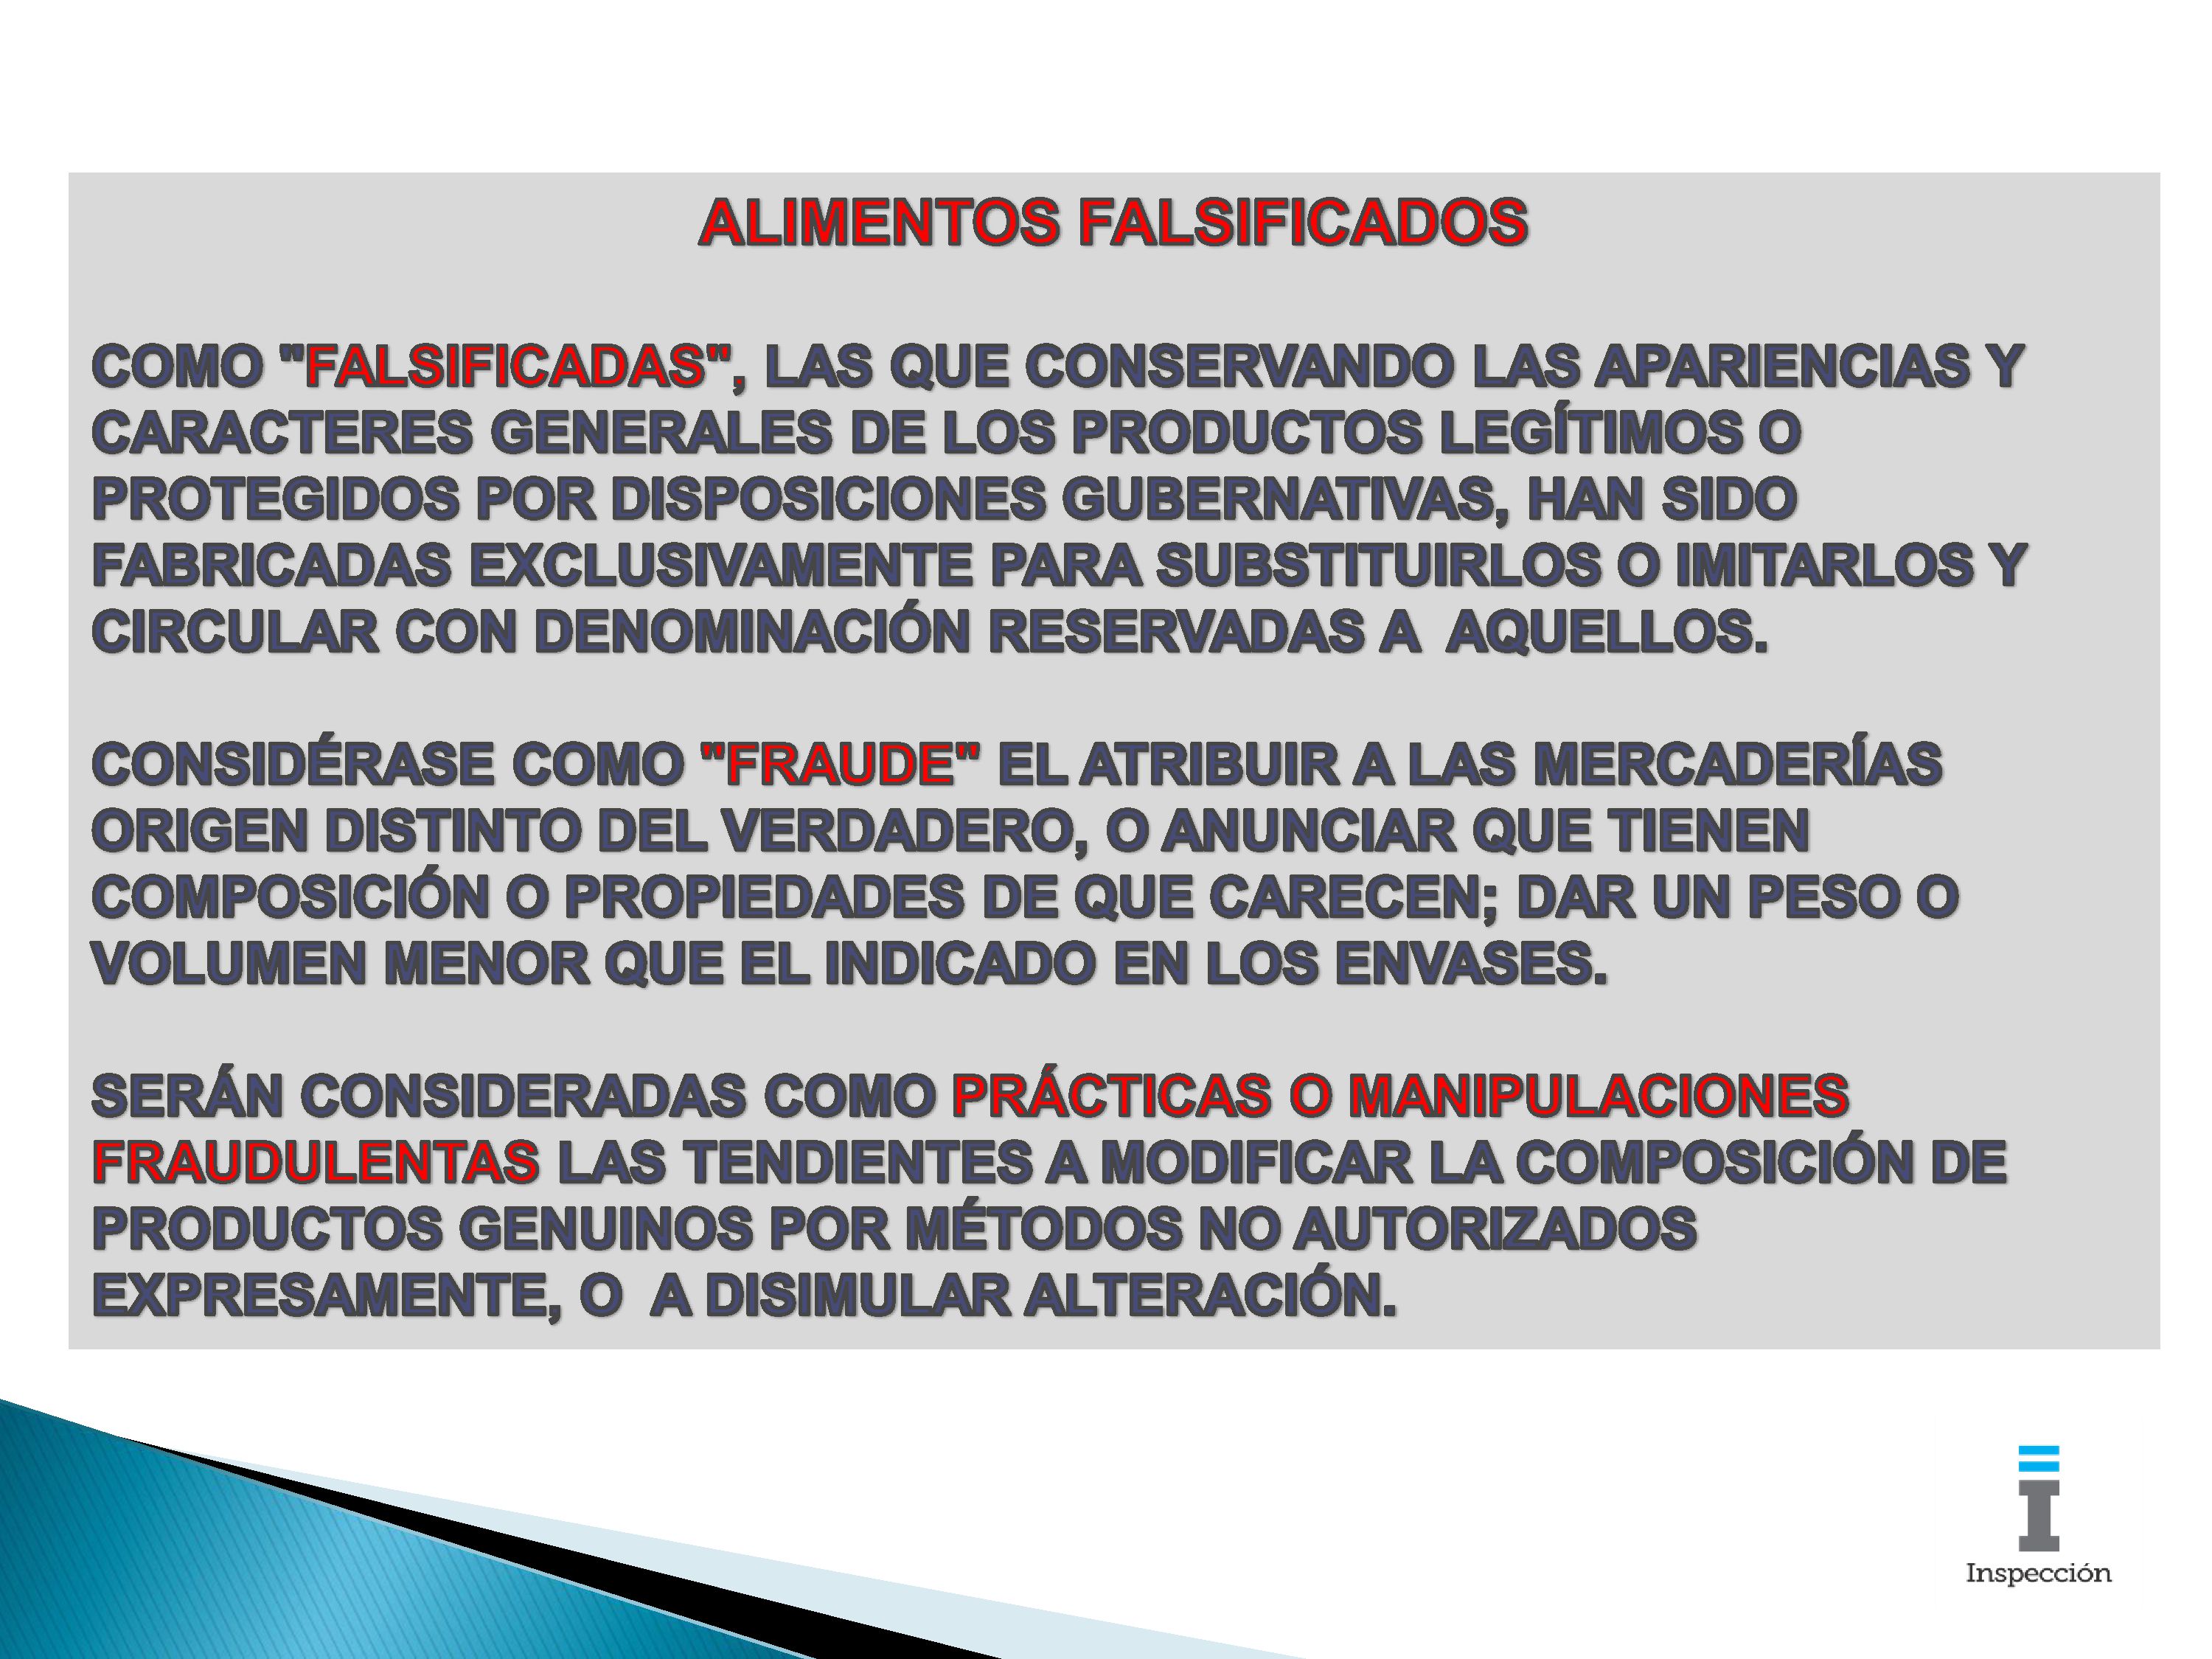 ALIMENTOS FALSIFICADOS
COMO "FALSIFICADAS", LAS QUE CONSERVANDO LAS APARIENCIAS Y
CARACTERES GENERALES DE LOS PRODUCTOS LEGÍTIMOS O
PROTEGIDOS POR DISPOSICIONES GUBERNATIVAS, HAN SIDO
FABRICADAS EXCLUSIVAMENTE PARA SUBSTITUIRLOS O IMITARLOS Y
CIRCULAR CON DENOMINACIÓN RESERVADAS A AQUELLOS.
CONSIDÉRASE COMO "FRAUDE" EL ATRIBUIR A LAS MERCADERÍAS
ORIGEN DISTINTO DEL VERDADERO, O ANUNCIAR QUE TIENEN
COMPOSICIÓN O PROPIEDADES DE QUE CARECEN; DAR UN PESO O
VOLUMEN MENOR QUE EL INDICADO EN LOS ENVASES.
SERÁN CONSIDERADAS COMO PRÁCTICAS O MANIPULACIONES
FRAUDULENTAS LAS TENDIENTES A MODIFICAR LA COMPOSICIÓN DE
PRODUCTOS GENUINOS POR MÉTODOS NO AUTORIZADOS
EXPRESAMENTE, O A DISIMULAR ALTERACIÓN.
Inspección